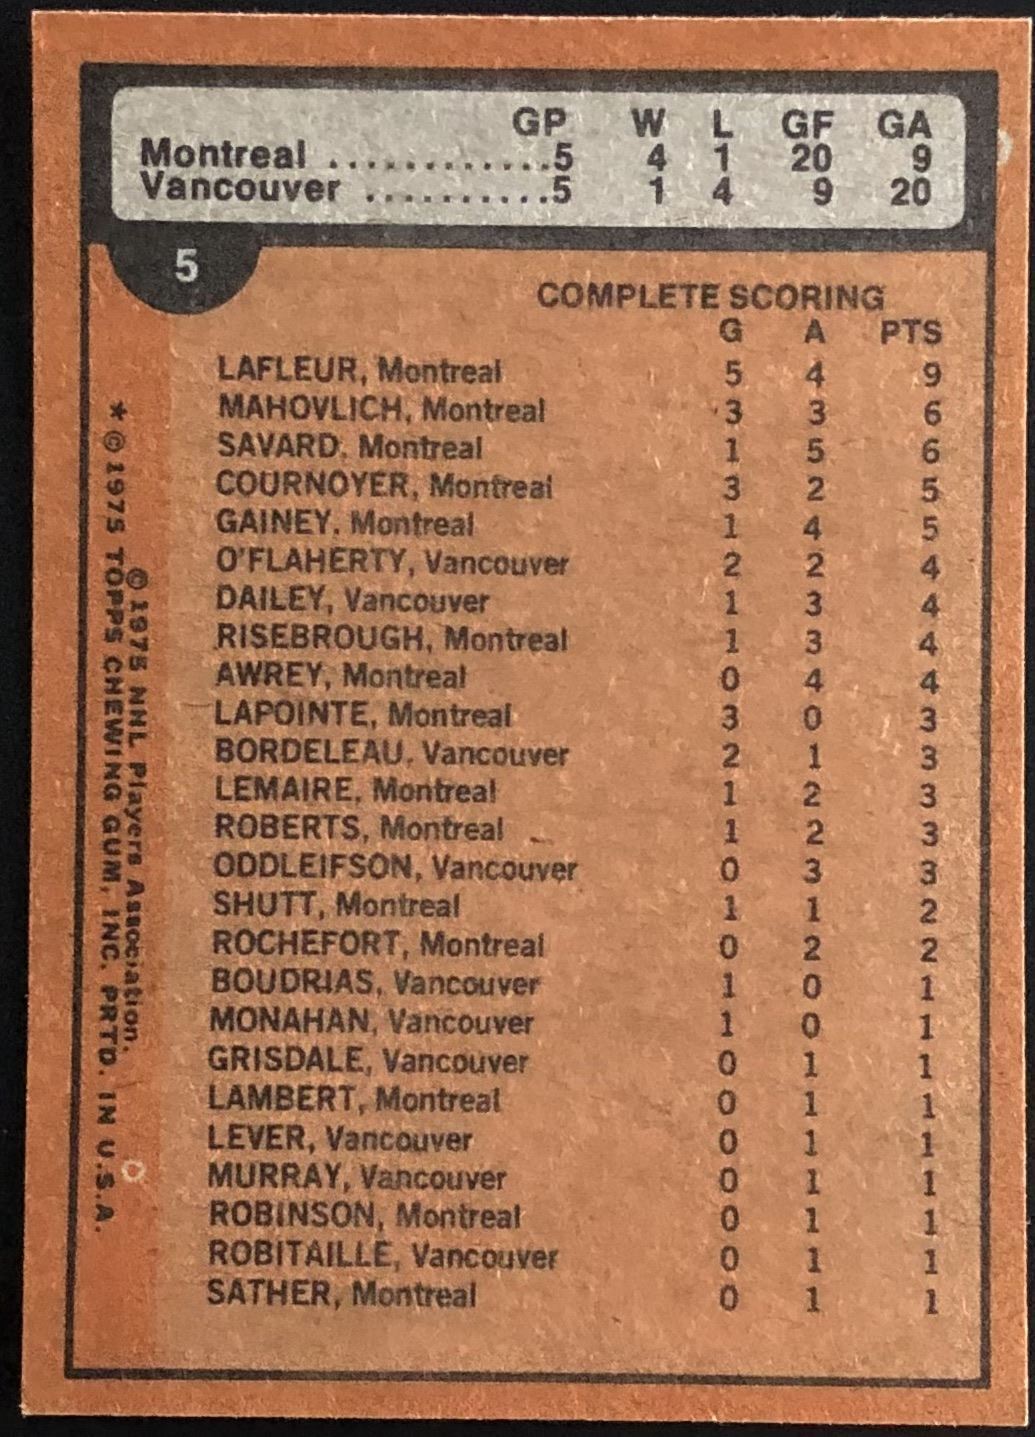 GP W L GF GA
Montreal ............5 4 1 20 9
Vancouver ..........5 1 4 9 20
5
COMPLETE SCORING
G A PTS
LAFLEUR, Montreal 5 4 9
MAHOVLICH, Montreal 3 3 6
SAVARD, Montreal 1 5 6
COURNOYER, Montreal 3 2 5
GAINEY, Montreal 1 4 5
O'FLAHERTY, Vancouver 2 2 4
DAILEY, Vancouver 1 3 4
RISEBROUGH, Montreal 1 3 4
AWREY, Montreal 0 4 4
LAPOINTE, Montreal 3 0 3
BORDELEAU, Vancouver 2 1 3
LEMAIRE, Montreal 1 2 3
ROBERTS, Montreal 1 2 3
ODDLEIFSON, Vancouver 0 3 3
SHUTT, Montreal 1 1 2
ROCHEFORT, Montreal 0 2 2
BOUDRIAS, Vancouver 1 0 1
MONAHAN, Vancouver 1 0 1
GRISDALE, Vancouver 0 1 1
LAMBERT, Montreal 0 1 1
LEVER, Vancouver 0 1 1
MURRAY, Vancouver 0 1 1
ROBINSON, Montreal 0 1 1
ROBITAILLE, Vancouver 0 1 1
SATHER, Montreal 0 1 1
© 1975 NHL Players Association.
★ © 1975 TOPPS CHEWING GUM, INC. PRTD. IN U.S.A.